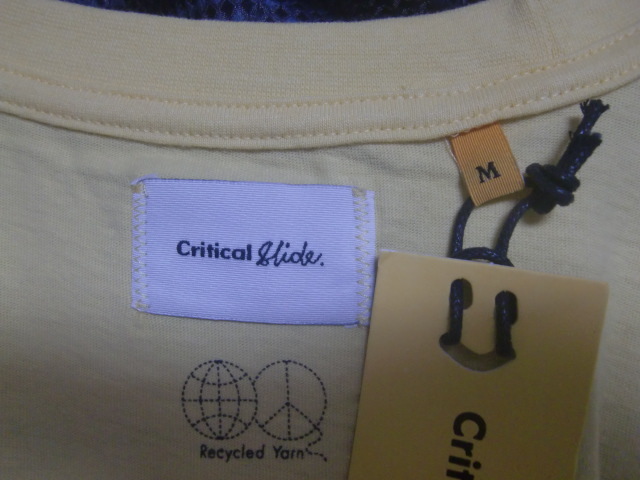 M
Critical Slide.
Recycled Yarn
Crit